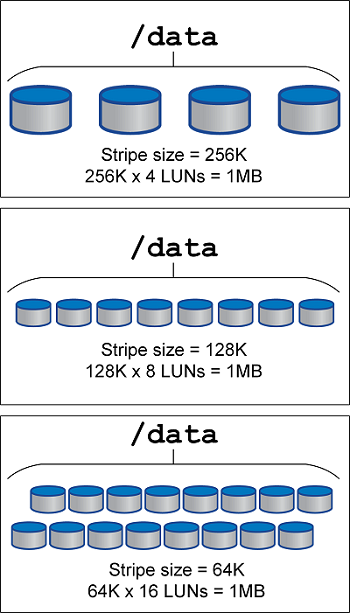 /data
Stripe size = 256K
256K x 4 LUNs = 1MB
/data
Stripe size = 128K
128K x 8 LUNs = 1MB
/data
Stripe size = 64K
64K x 16 LUNs = 1MB